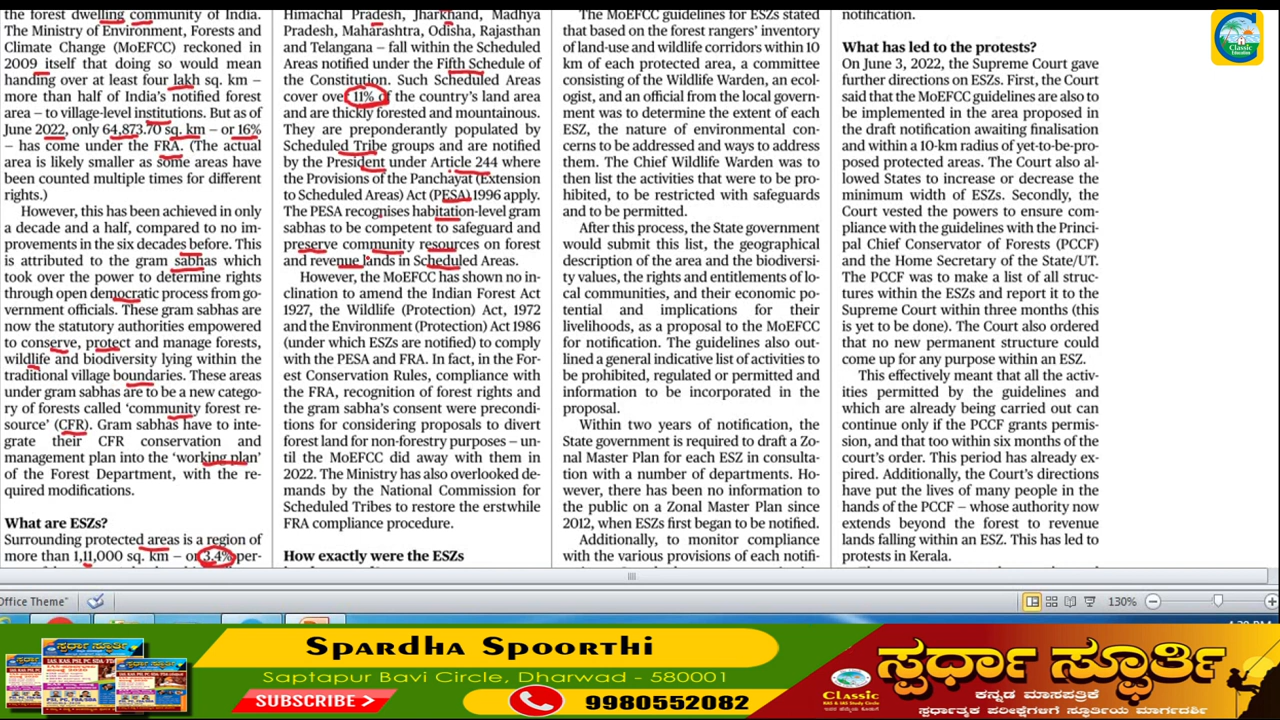 the forest dwelling community of India.
The Ministry of Environment, Forests and
Climate Change (MoEFCC) reckoned in
2009 itself that doing so would mean
handing over at least four lakh sq. km –
more than half of India's notified forest
area – to village-level institutions. But as of
June 2022, only 64,873.70 sq. km – or 16%
– has come under the FRA. (The actual
area is likely smaller as some areas have
been counted multiple times for different
rights.)
However, this has been achieved in only
a decade and a half, compared to no im-
provements in the six decades before. This
is attributed to the gram sabhas which
took over the power to determine rights
through open democratic process from go-
vernment officials. These gram sabhas are
now the statutory authorities empowered
to conserve, protect and manage forests,
wildlife and biodiversity lying within the
traditional village boundaries. These areas
under gram sabhas are to be a new catego-
ry of forests called 'community forest re-
source' (CFR). Gram sabhas have to inte-
grate their CFR conservation and
management plan into the 'working plan'
of the Forest Department, with the re-
quired modifications.
What are ESZs?
Surrounding protected areas is a region of
more than 1,11,000 sq. km – or 3.4% per-
Himachal Pradesh, Jharkhand, Madhya
Pradesh, Maharashtra, Odisha, Rajasthan
and Telangana – fall within the Scheduled
Areas notified under the Fifth Schedule of
the Constitution. Such Scheduled Areas
cover over 11% of the country's land area
and are thickly forested and mountainous.
They are preponderantly populated by
Scheduled Tribe groups and are notified
by the President under Article 244 where
the Provisions of the Panchayat (Extension
to Scheduled Areas) Act (PESA) 1996 apply.
The PESA recognises habitation-level gram
sabhas to be competent to safeguard and
preserve community resources on forest
and revenue lands in Scheduled Areas.
However, the MoEFCC has shown no in-
clination to amend the Indian Forest Act
1927, the Wildlife (Protection) Act, 1972
and the Environment (Protection) Act 1986
(under which ESZs are notified) to comply
with the PESA and FRA. In fact, in the For-
est Conservation Rules, compliance with
the FRA, recognition of forest rights and
the gram sabha's consent were precondi-
tions for considering proposals to divert
forest land for non-forestry purposes – un-
til the MoEFCC did away with them in
2022. The Ministry has also overlooked de-
mands by the National Commission for
Scheduled Tribes to restore the erstwhile
FRA compliance procedure.
How exactly were the ESZs
The MoEFCC guidelines for ESZs stated
that based on the forest rangers' inventory
of land-use and wildlife corridors within 10
km of each protected area, a committee
consisting of the Wildlife Warden, an ecol-
ogist, and an official from the local govern-
ment was to determine the extent of each
ESZ, the nature of environmental con-
cerns to be addressed and ways to address
them. The Chief Wildlife Warden was to
then list the activities that were to be pro-
hibited, to be restricted with safeguards
and to be permitted.
After this process, the State government
would submit this list, the geographical
description of the area and the biodiversi-
ty values, the rights and entitlements of lo-
cal communities, and their economic po-
tential and implications for their
livelihoods, as a proposal to the MoEFCC
for notification. The guidelines also out-
lined a general indicative list of activities to
be prohibited, regulated or permitted and
information to be incorporated in the
proposal.
Within two years of notification, the
State government is required to draft a Zo-
nal Master Plan for each ESZ in consulta-
tion with a number of departments. Ho-
wever, there has been no information to
the public on a Zonal Master Plan since
2012, when ESZs first began to be notified.
Additionally, to monitor compliance
with the various provisions of each notifi-
notification.
What has led to the protests?
On June 3, 2022, the Supreme Court gave
further directions on ESZs. First, the Court
said that the MoEFCC guidelines are also to
be implemented in the area proposed in
the draft notification awaiting finalisation
and within a 10-km radius of yet-to-be-pro-
posed protected areas. The Court also al-
lowed States to increase or decrease the
minimum width of ESZs. Secondly, the
Court vested the powers to ensure com-
pliance with the guidelines with the Princi-
pal Chief Conservator of Forests (PCCF)
and the Home Secretary of the State/UT.
The PCCF was to make a list of all struc-
tures within the ESZs and report it to the
Supreme Court within three months (this
is yet to be done). The Court also ordered
that no new permanent structure could
come up for any purpose within an ESZ.
This effectively meant that all the activ-
ities permitted by the guidelines and
which are already being carried out can
continue only if the PCCF grants permis-
sion, and that too within six months of the
court's order. This period has already ex-
pired. Additionally, the Court's directions
have put the lives of many people in the
hands of the PCCF – whose authority now
extends beyond the forest to revenue
lands falling within an ESZ. This has led to
protests in Kerala.
Classic
Education
Office Theme"
130%
Spardha Spoorthi
Saptapur Bavi Circle, Dharwad - 580001
SUBSCRIBE
9980552082
Classic
IAS & KAS Study Circle
ಸ್ಪರ್ಧಾ ಸ್ಫೂರ್ತಿ
ಕನ್ನಡ ಮಾಸಪತ್ರಿಕೆ
ಸ್ಪರ್ಧಾತ್ಮಕ ಪರೀಕ್ಷೆಗಳಿಗೆ ಸ್ಫೂರ್ತಿಯ ಮಾರ್ಗದರ್ಶಿ